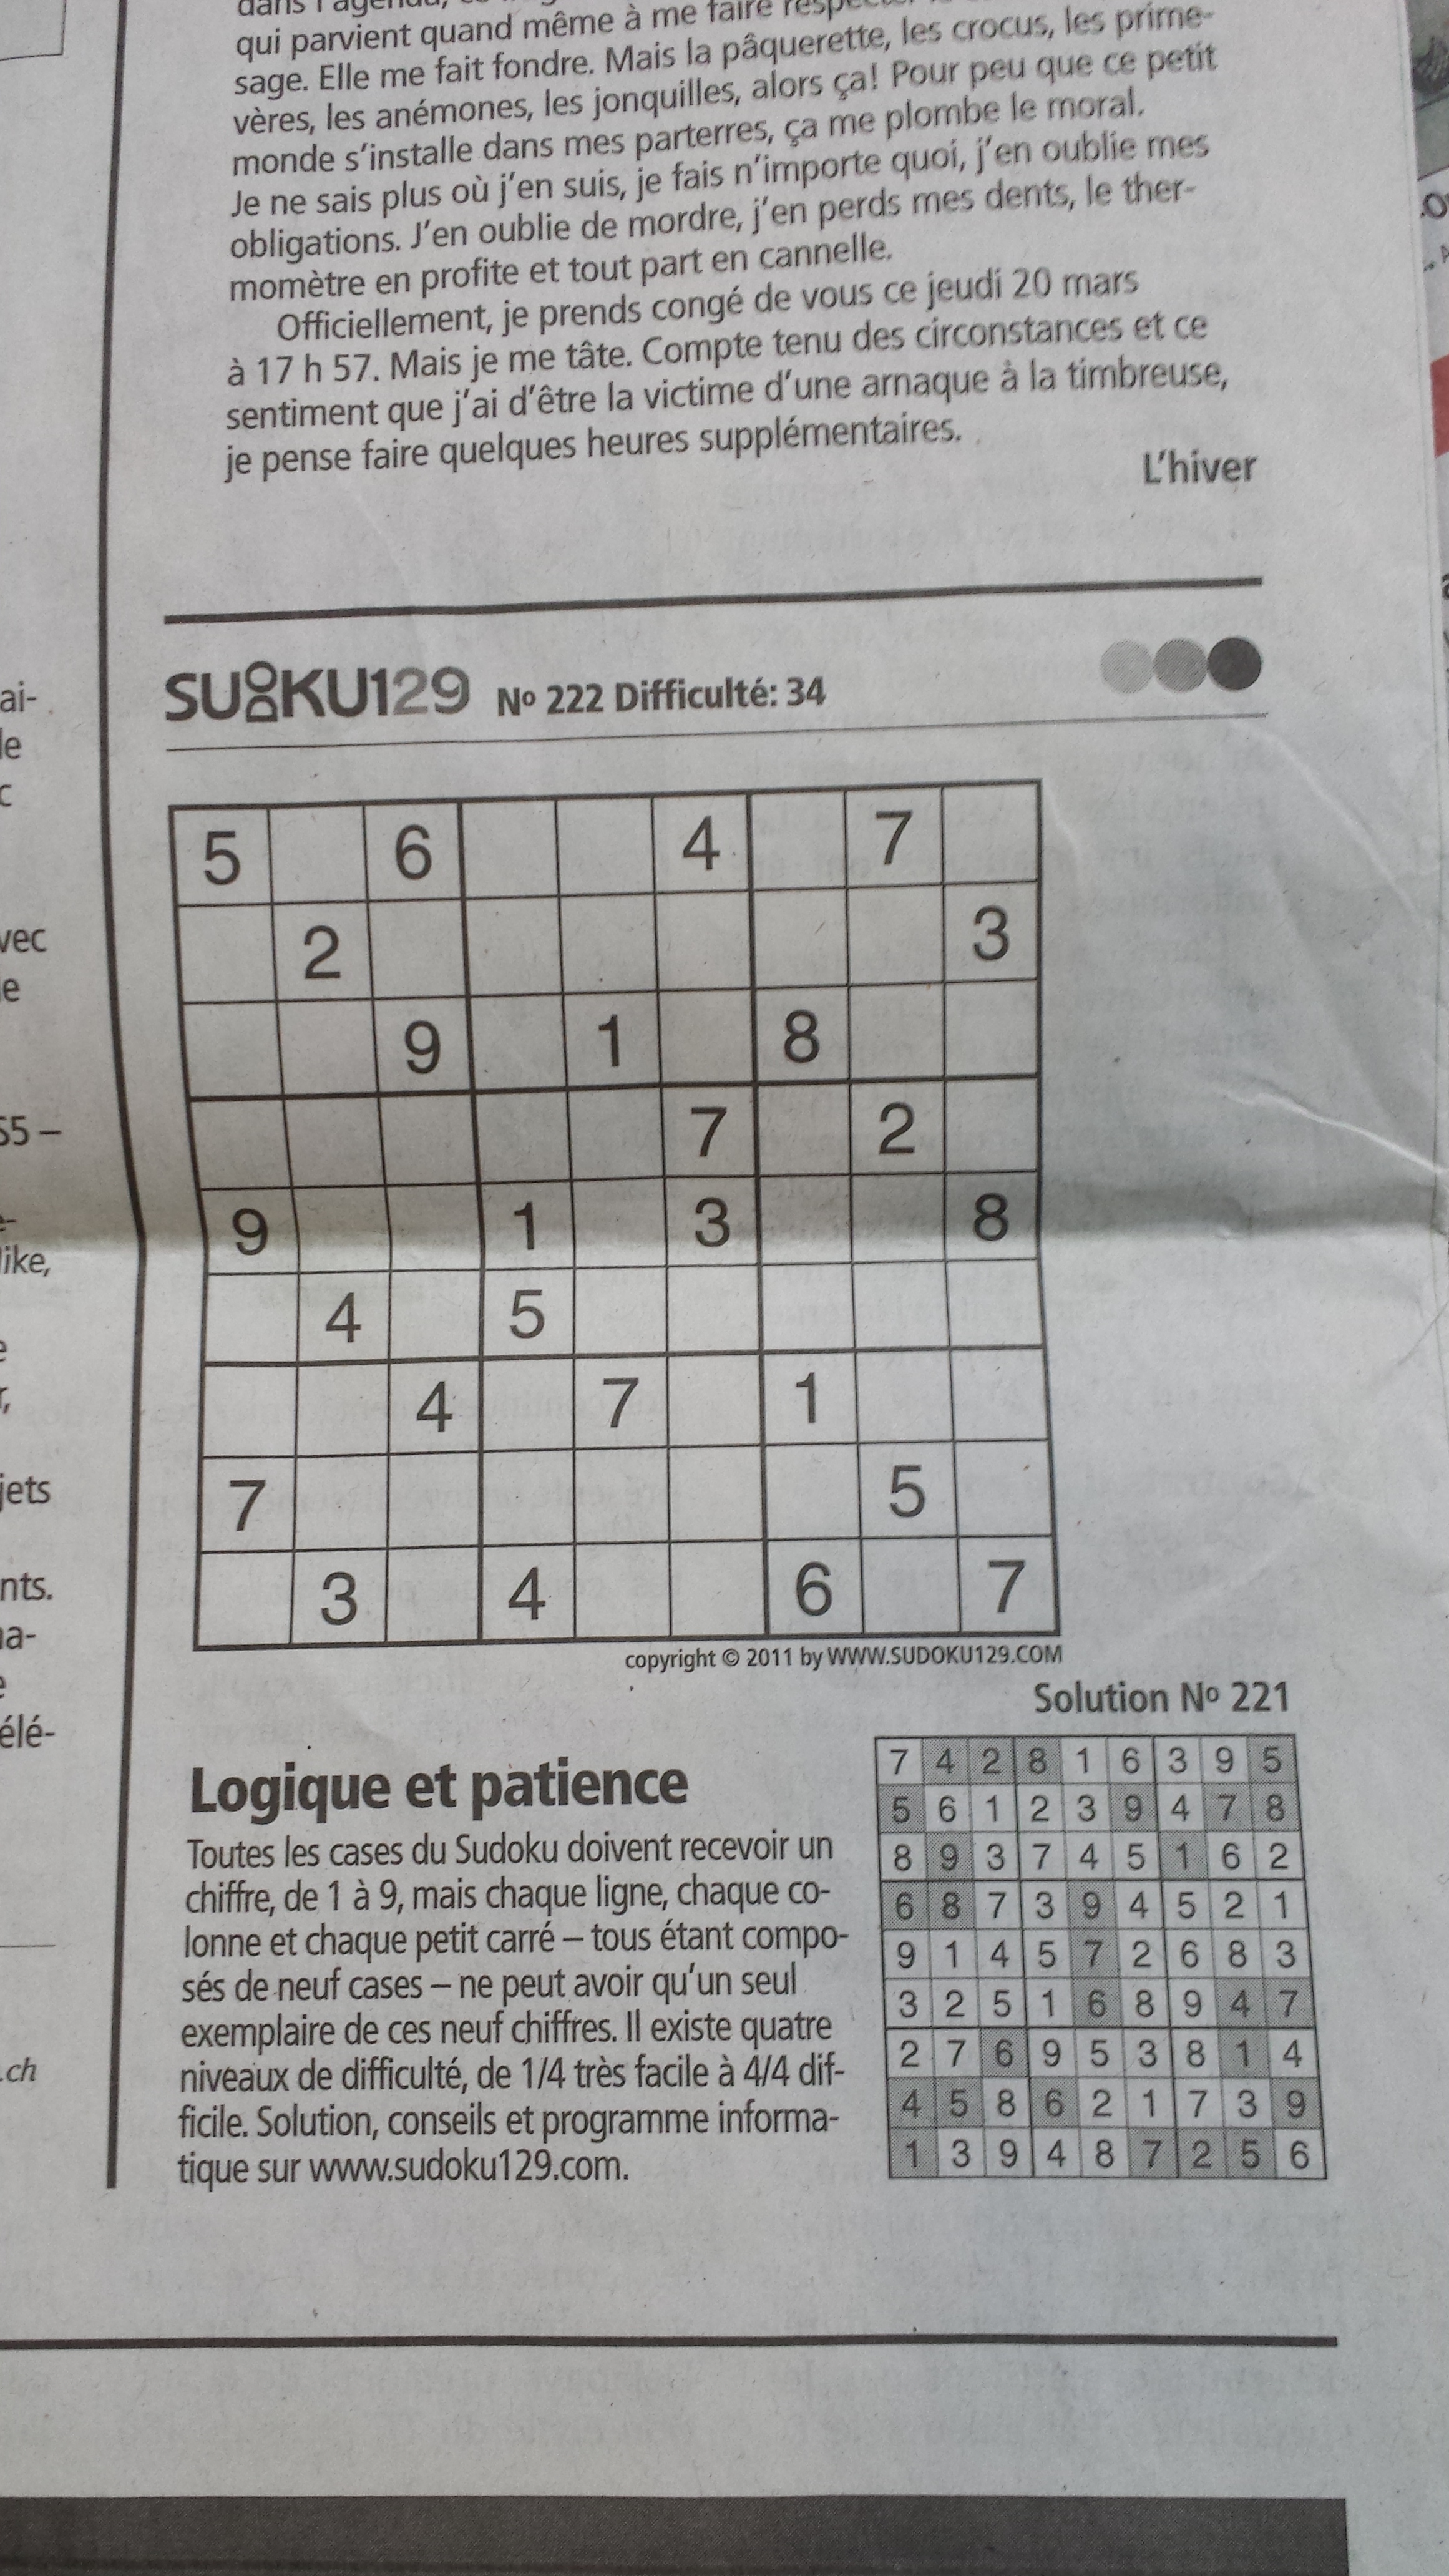 qui parvient quand même à me faire
sage. Elle me fait fondre. Mais la pâquerette, les crocus, les prime-
vères, les anémones, les jonquilles, alors ça! Pour peu que ce petit
monde s'installe dans mes parterres, ça me plombe le moral.
Je ne sais plus où j'en suis, je fais n'importe quoi, j'en oublie mes
obligations. J'en oublie de mordre, j'en perds mes dents, le ther-
momètre en profite et tout part en cannelle.
Officiellement, je prends congé de vous ce jeudi 20 mars
à 17 h 57. Mais je me tâte. Compte tenu des circonstances et ce
sentiment que j'ai d'être la victime d'une arnaque à la timbreuse,
je pense faire quelques heures supplémentaires.
L'hiver
SUDOKU129 Nº 222 Difficulté: 34
5 6 4 7
2 3
9 1 8
7 2
9 1 3 8
4 5
4 7 1
7 5
3 4 6 7
copyright © 2011 by WWW.SUDOKU129.COM
Solution Nº 221
7 4 2 8 1 6 3 9 5
5 6 1 2 3 9 4 7 8
8 9 3 7 4 5 1 6 2
6 8 7 3 9 4 5 2 1
9 1 4 5 7 2 6 8 3
3 2 5 1 6 8 9 4 7
2 7 6 9 5 3 8 1 4
4 5 8 6 2 1 7 3 9
1 3 9 4 8 7 2 5 6
Logique et patience
Toutes les cases du Sudoku doivent recevoir un
chiffre, de 1 à 9, mais chaque ligne, chaque co-
lonne et chaque petit carré – tous étant compo-
sés de neuf cases – ne peut avoir qu'un seul
exemplaire de ces neuf chiffres. Il existe quatre
niveaux de difficulté, de 1/4 très facile à 4/4 dif-
ficile. Solution, conseils et programme informa-
tique sur www.sudoku129.com.